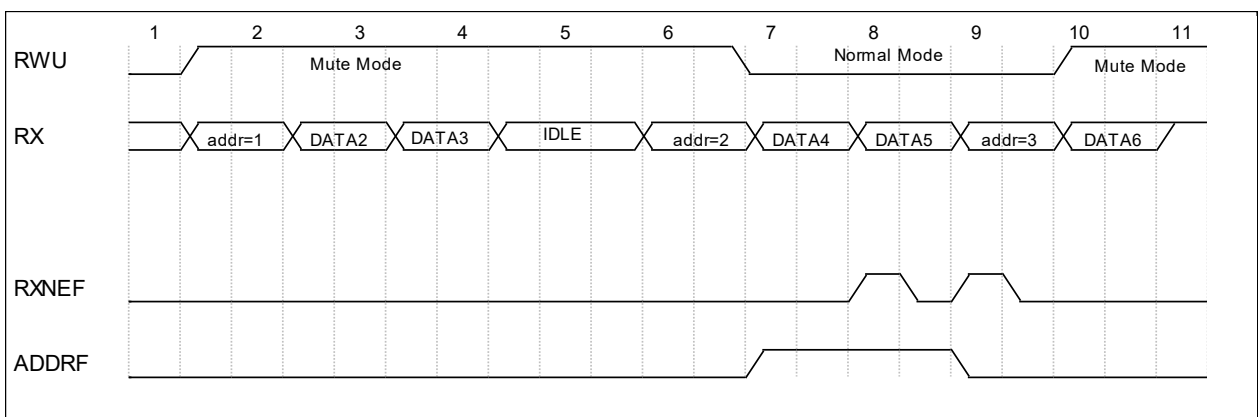 1 2 3 4 5 6 7 8 9 10 11
RWU Mute Mode Normal Mode Mute Mode
RX addr=1 DATA2 DATA3 IDLE addr=2 DATA4 DATA5 addr=3 DATA6
RXNEF
ADDRF